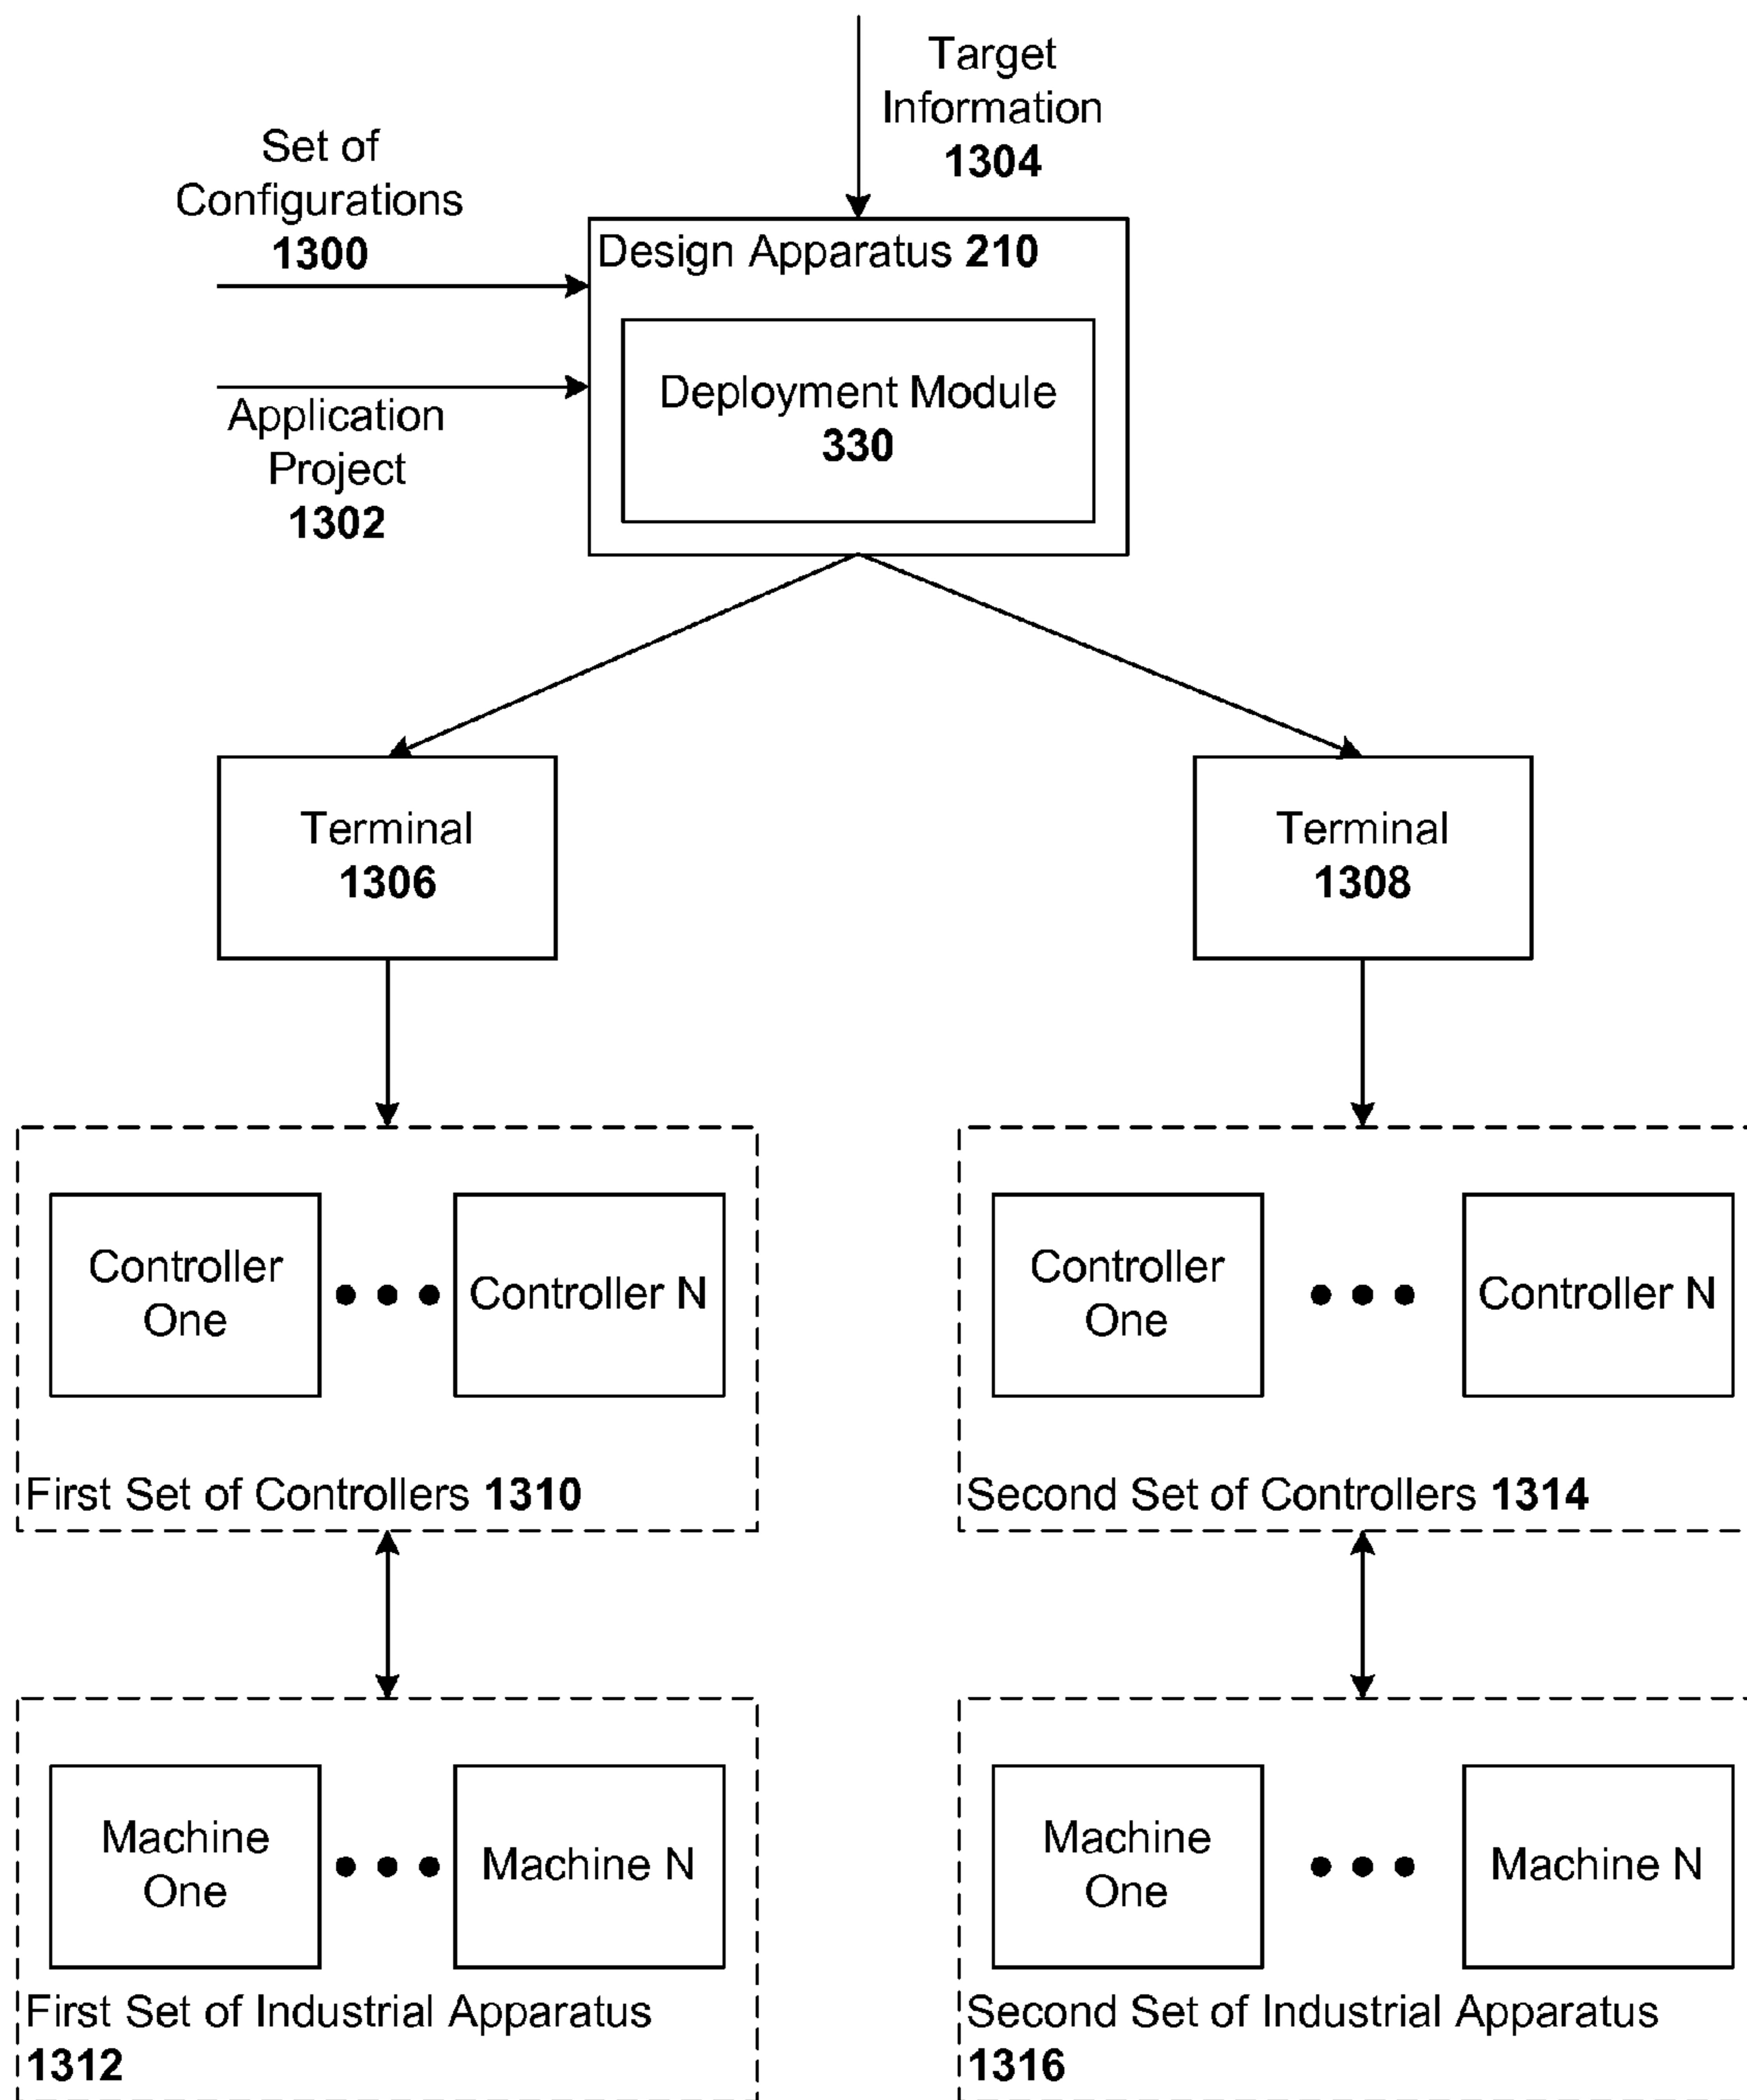 Target
Information
1304
Set of
Configurations
1300
Design Apparatus 210
Deployment Module
330
Application
Project
1302
Terminal
1306
Terminal
1308
Controller
One
Controller N
First Set of Controllers 1310
Controller
One
Controller N
Second Set of Controllers 1314
Machine
One
Machine N
First Set of Industrial Apparatus
1312
Machine
One
Machine N
Second Set of Industrial Apparatus
1316